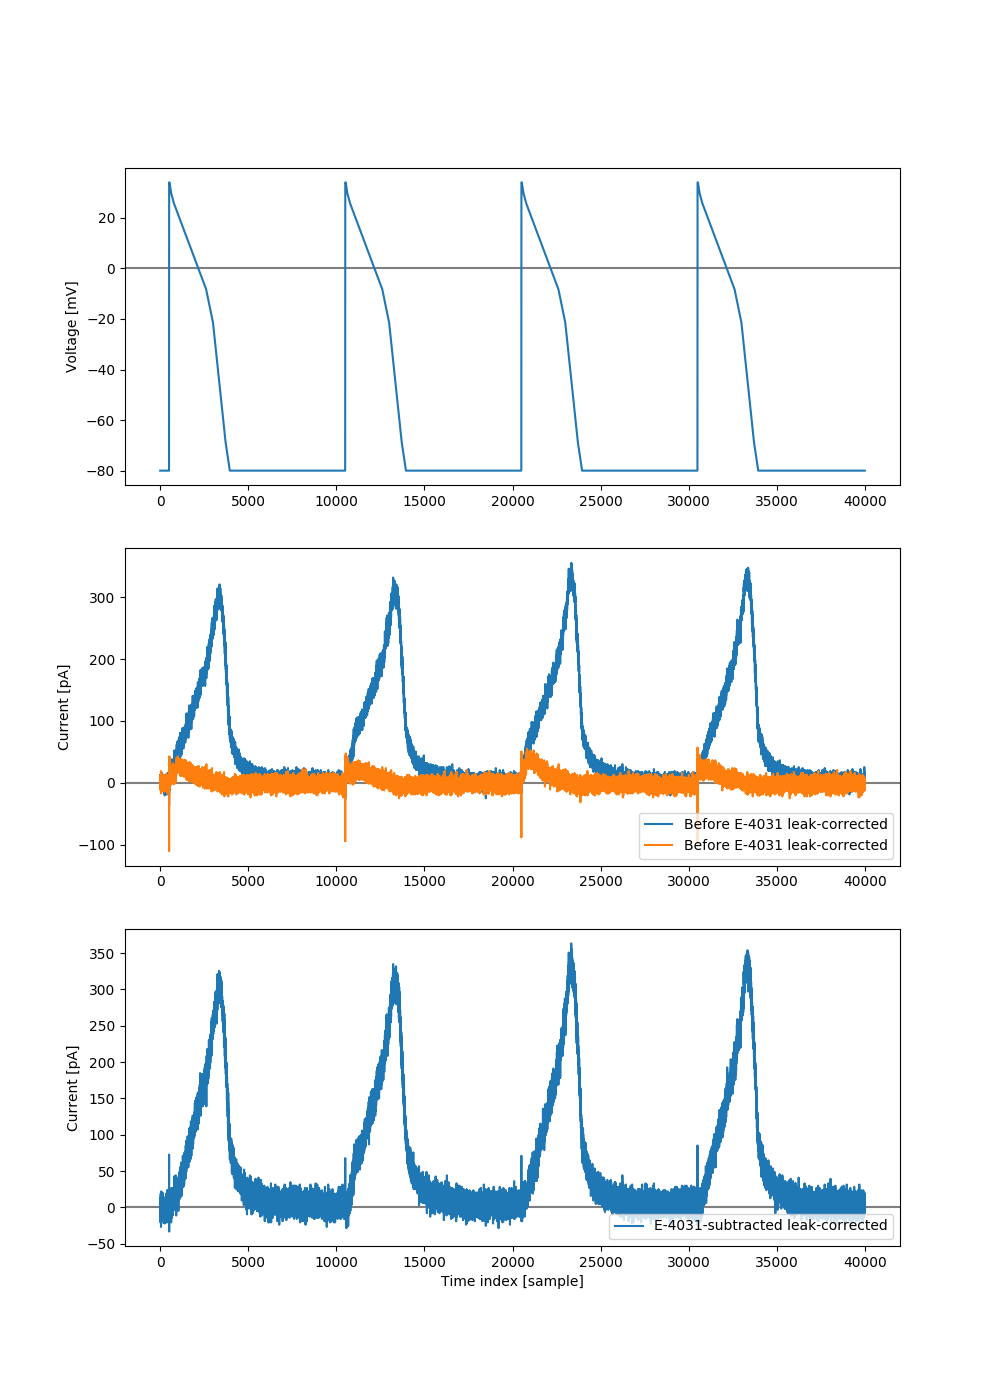 20
0
−20
−40
−60
−80
Voltage [mV]
0 5000 10000 15000 20000 25000 30000 35000 40000
300
200
100
0
−100
Current [pA]
Before E-4031 leak-corrected
Before E-4031 leak-corrected
0 5000 10000 15000 20000 25000 30000 35000 40000
350
300
250
200
150
100
50
0
−50
Current [pA]
E-4031-subtracted leak-corrected
0 5000 10000 15000 20000 25000 30000 35000 40000
Time index [sample]